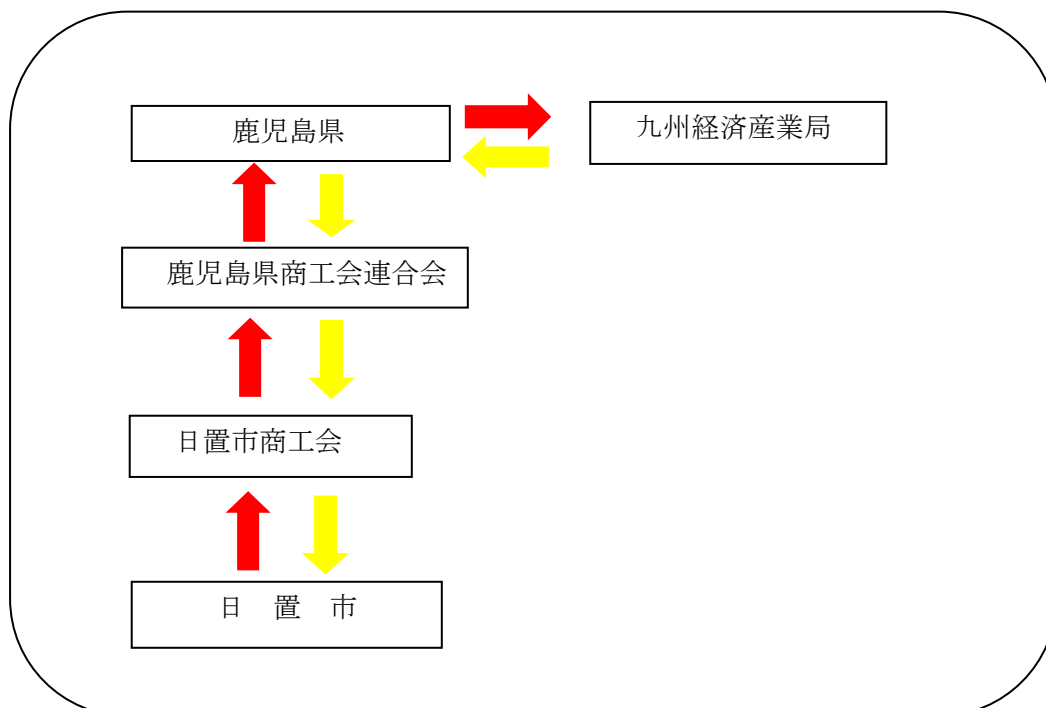 鹿児島県
九州経済産業局
鹿児島県商工会連合会
日置市商工会
日　置　市